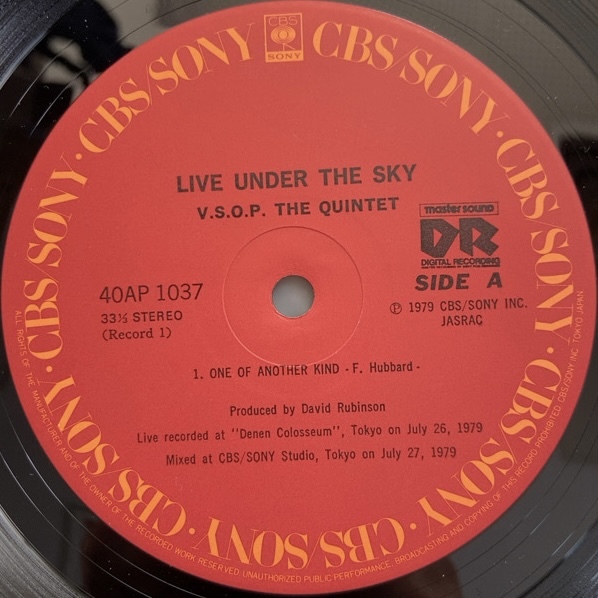 CBS/SONY · CBS/SONY · CBS/SONY · CBS/SONY · CBS/SONY · CBS/SONY · CBS/SONY · CBS/SONY
CBS
SONY
LIVE UNDER THE SKY
V.S.O.P. THE QUINTET
master sound
DR
DIGITAL RECORDING
SIDE A
40AP 1037
33⅓ STEREO
(Record 1)
Ⓟ 1979 CBS/SONY INC.
JASRAC
1. ONE OF ANOTHER KIND - F. Hubbard -
Produced by David Rubinson
Live recorded at "Denen Colosseum", Tokyo on July 26, 1979
Mixed at CBS/SONY Studio, Tokyo on July 27, 1979
ALL RIGHTS OF THE MANUFACTURER AND OF THE OWNER OF THE RECORDED WORK RESERVED. UNAUTHORIZED PUBLIC PERFORMANCE, BROADCASTING AND COPYING OF THIS RECORD PROHIBITED CBS/SONY INC. TOKYO JAPAN